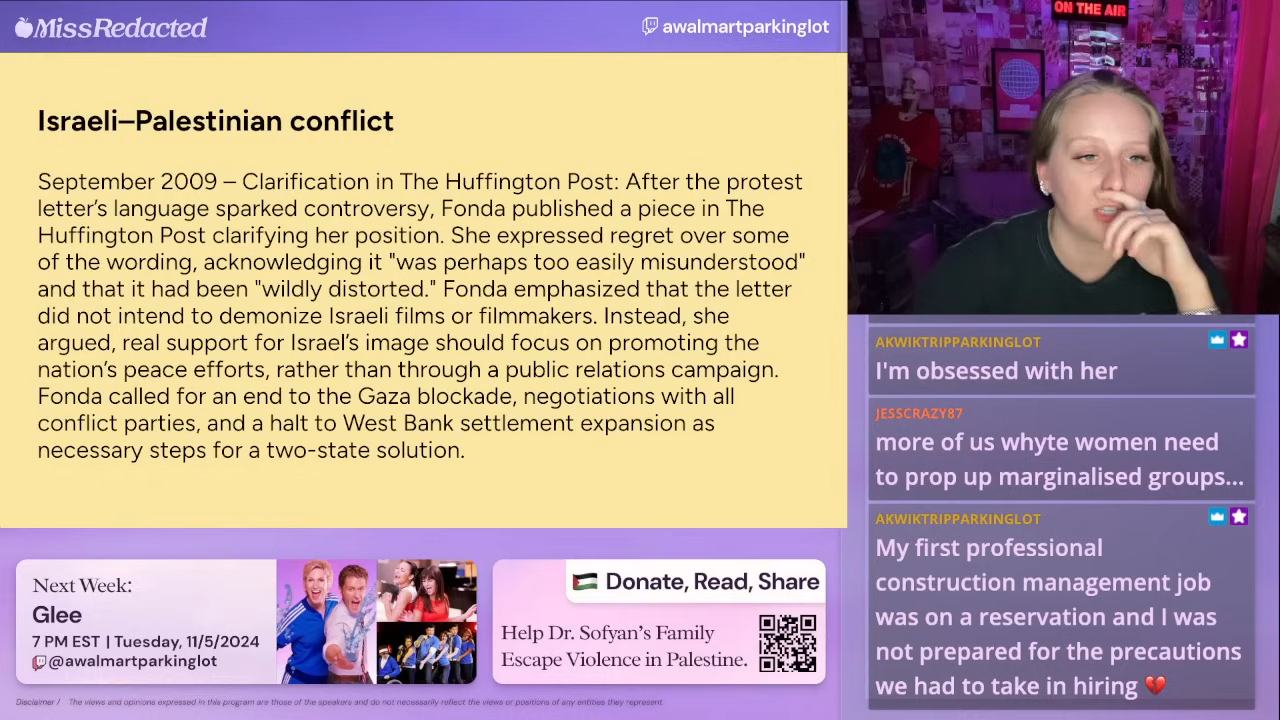 MissRedacted
awalmartparkinglot
ON THE AIR
Israeli–Palestinian conflict
September 2009 – Clarification in The Huffington Post: After the protest
letter's language sparked controversy, Fonda published a piece in The
Huffington Post clarifying her position. She expressed regret over some
of the wording, acknowledging it "was perhaps too easily misunderstood"
and that it had been "wildly distorted." Fonda emphasized that the letter
did not intend to demonize Israeli films or filmmakers. Instead, she
argued, real support for Israel's image should focus on promoting the
nation's peace efforts, rather than through a public relations campaign.
Fonda called for an end to the Gaza blockade, negotiations with all
conflict parties, and a halt to West Bank settlement expansion as
necessary steps for a two-state solution.
AKWIKTRIPPARKINGLOT
I'm obsessed with her
JESSCRAZY87
more of us whyte women need
to prop up marginalised groups...
AKWIKTRIPPARKINGLOT
My first professional
construction management job
was on a reservation and I was
not prepared for the precautions
we had to take in hiring 💔
Next Week:
Glee
7 PM EST | Tuesday, 11/5/2024
@awalmartparkinglot
🇵🇸 Donate, Read, Share
Help Dr. Sofyan's Family
Escape Violence in Palestine.
Disclaimer / The views and opinions expressed in this program are those of the speakers and do not necessarily reflect the views or positions of any entities they represent.